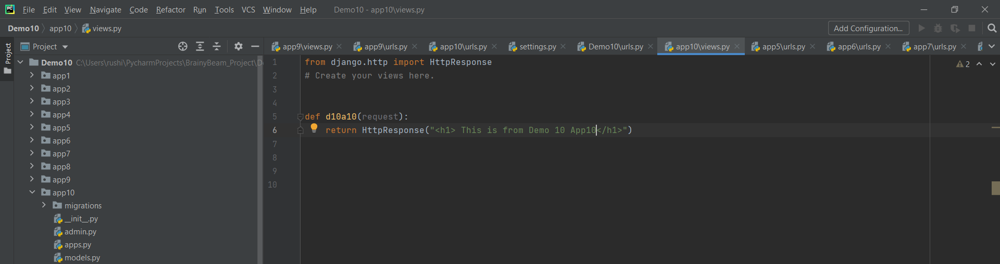 PC File Edit View Navigate Code Refactor Run Tools VCS Window Help Demo10 - app10\views.py
Demo10 app10 views.py Add Configuration...
Project
Project
app9\views.py app9\urls.py app10\urls.py settings.py Demo10\urls.py app10\views.py app5\urls.py app6\urls.py app7\urls.py
Demo10 C:\Users\rushi\PycharmProjects\BrainyBeam_Project\D
app1
app2
app3
app4
app5
app6
app7
app8
app9
app10
migrations
__init__.py
admin.py
apps.py
models.py
1 from django.http import HttpResponse
2 # Create your views here.
3
4
5 def d10a10(request):
6 return HttpResponse("<h1> This is from Demo 10 App10</h1>")
7
8
9
10
2